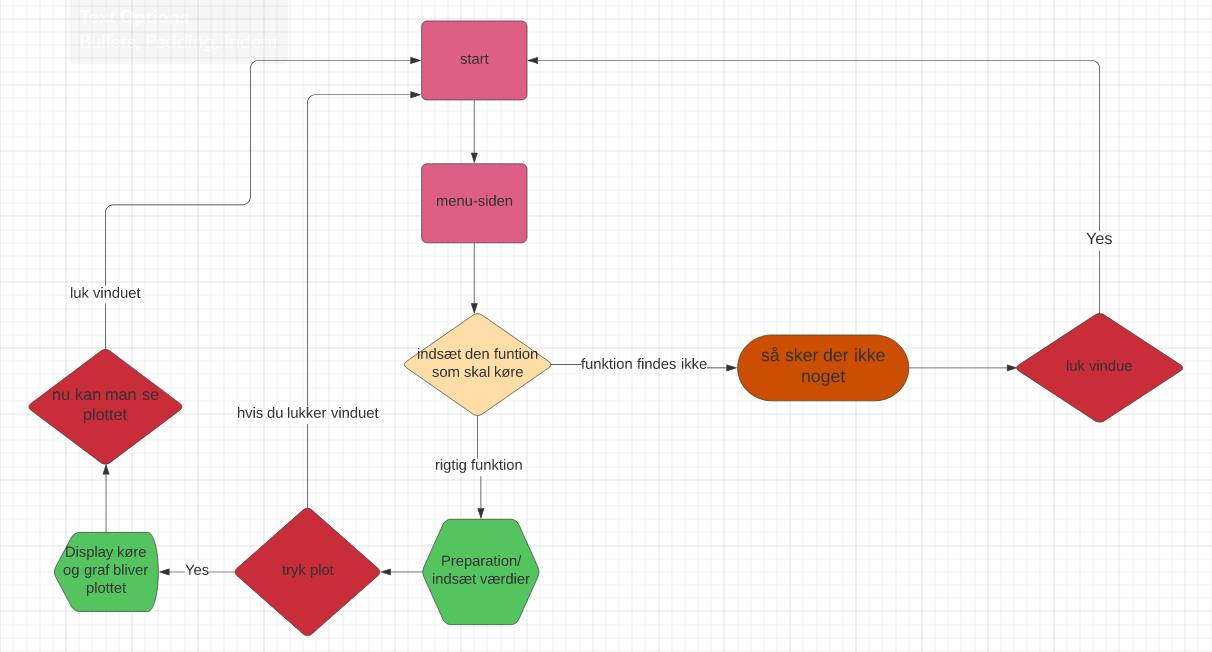 Text Options
Bullets, Padding, Indent
start
menu-siden
Yes
luk vinduet
indsæt den funtion
som skal køre
funktion findes ikke
så sker der ikke
noget
luk vindue
nu kan man se
plottet
hvis du lukker vinduet
rigtig funktion
Display køre
og graf bliver
plottet
Yes
tryk plot
Preparation/
indsæt værdier